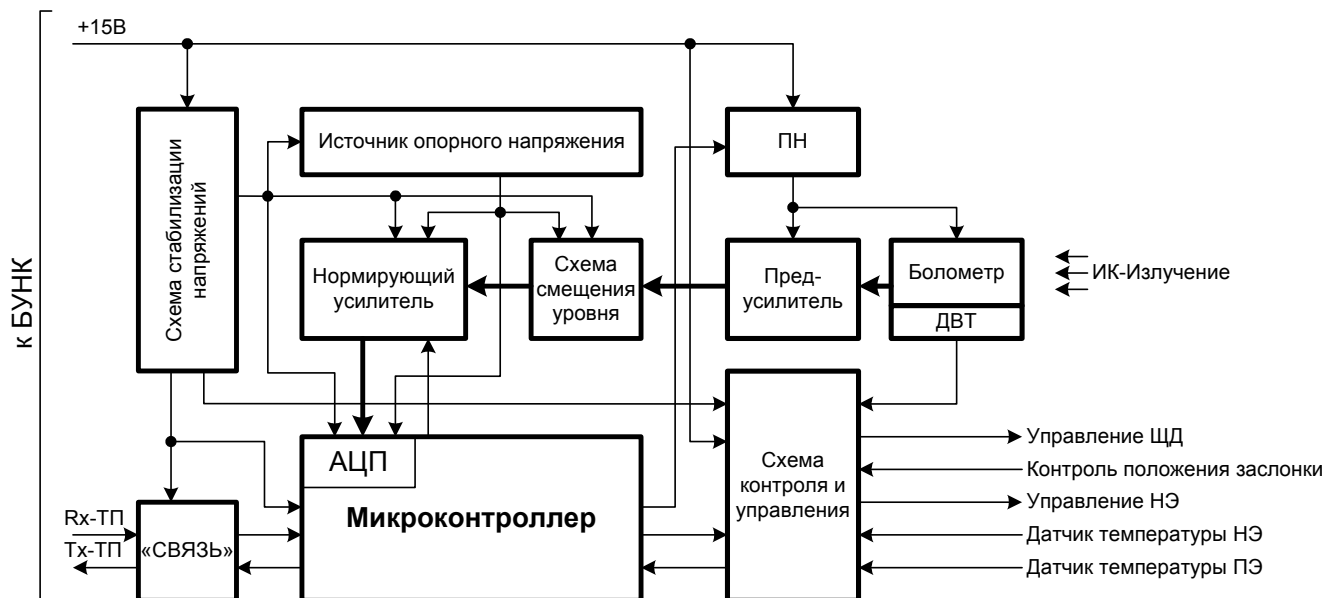 +15В
к БУНК
Схема стабилизации
напряжений
Источник опорного напряжения
ПН
Нормирующий
усилитель
Схема
смещения
уровня
Пред-
усилитель
Болометр
ДВТ
ИК-Излучение
АЦП
Микроконтроллер
Схема
контроля и
управления
Управление ЩД
Контроль положения заслонки
Управление НЭ
Датчик температуры НЭ
Датчик температуры ПЭ
Rx-ТП
Tx-ТП
«СВЯЗЬ»